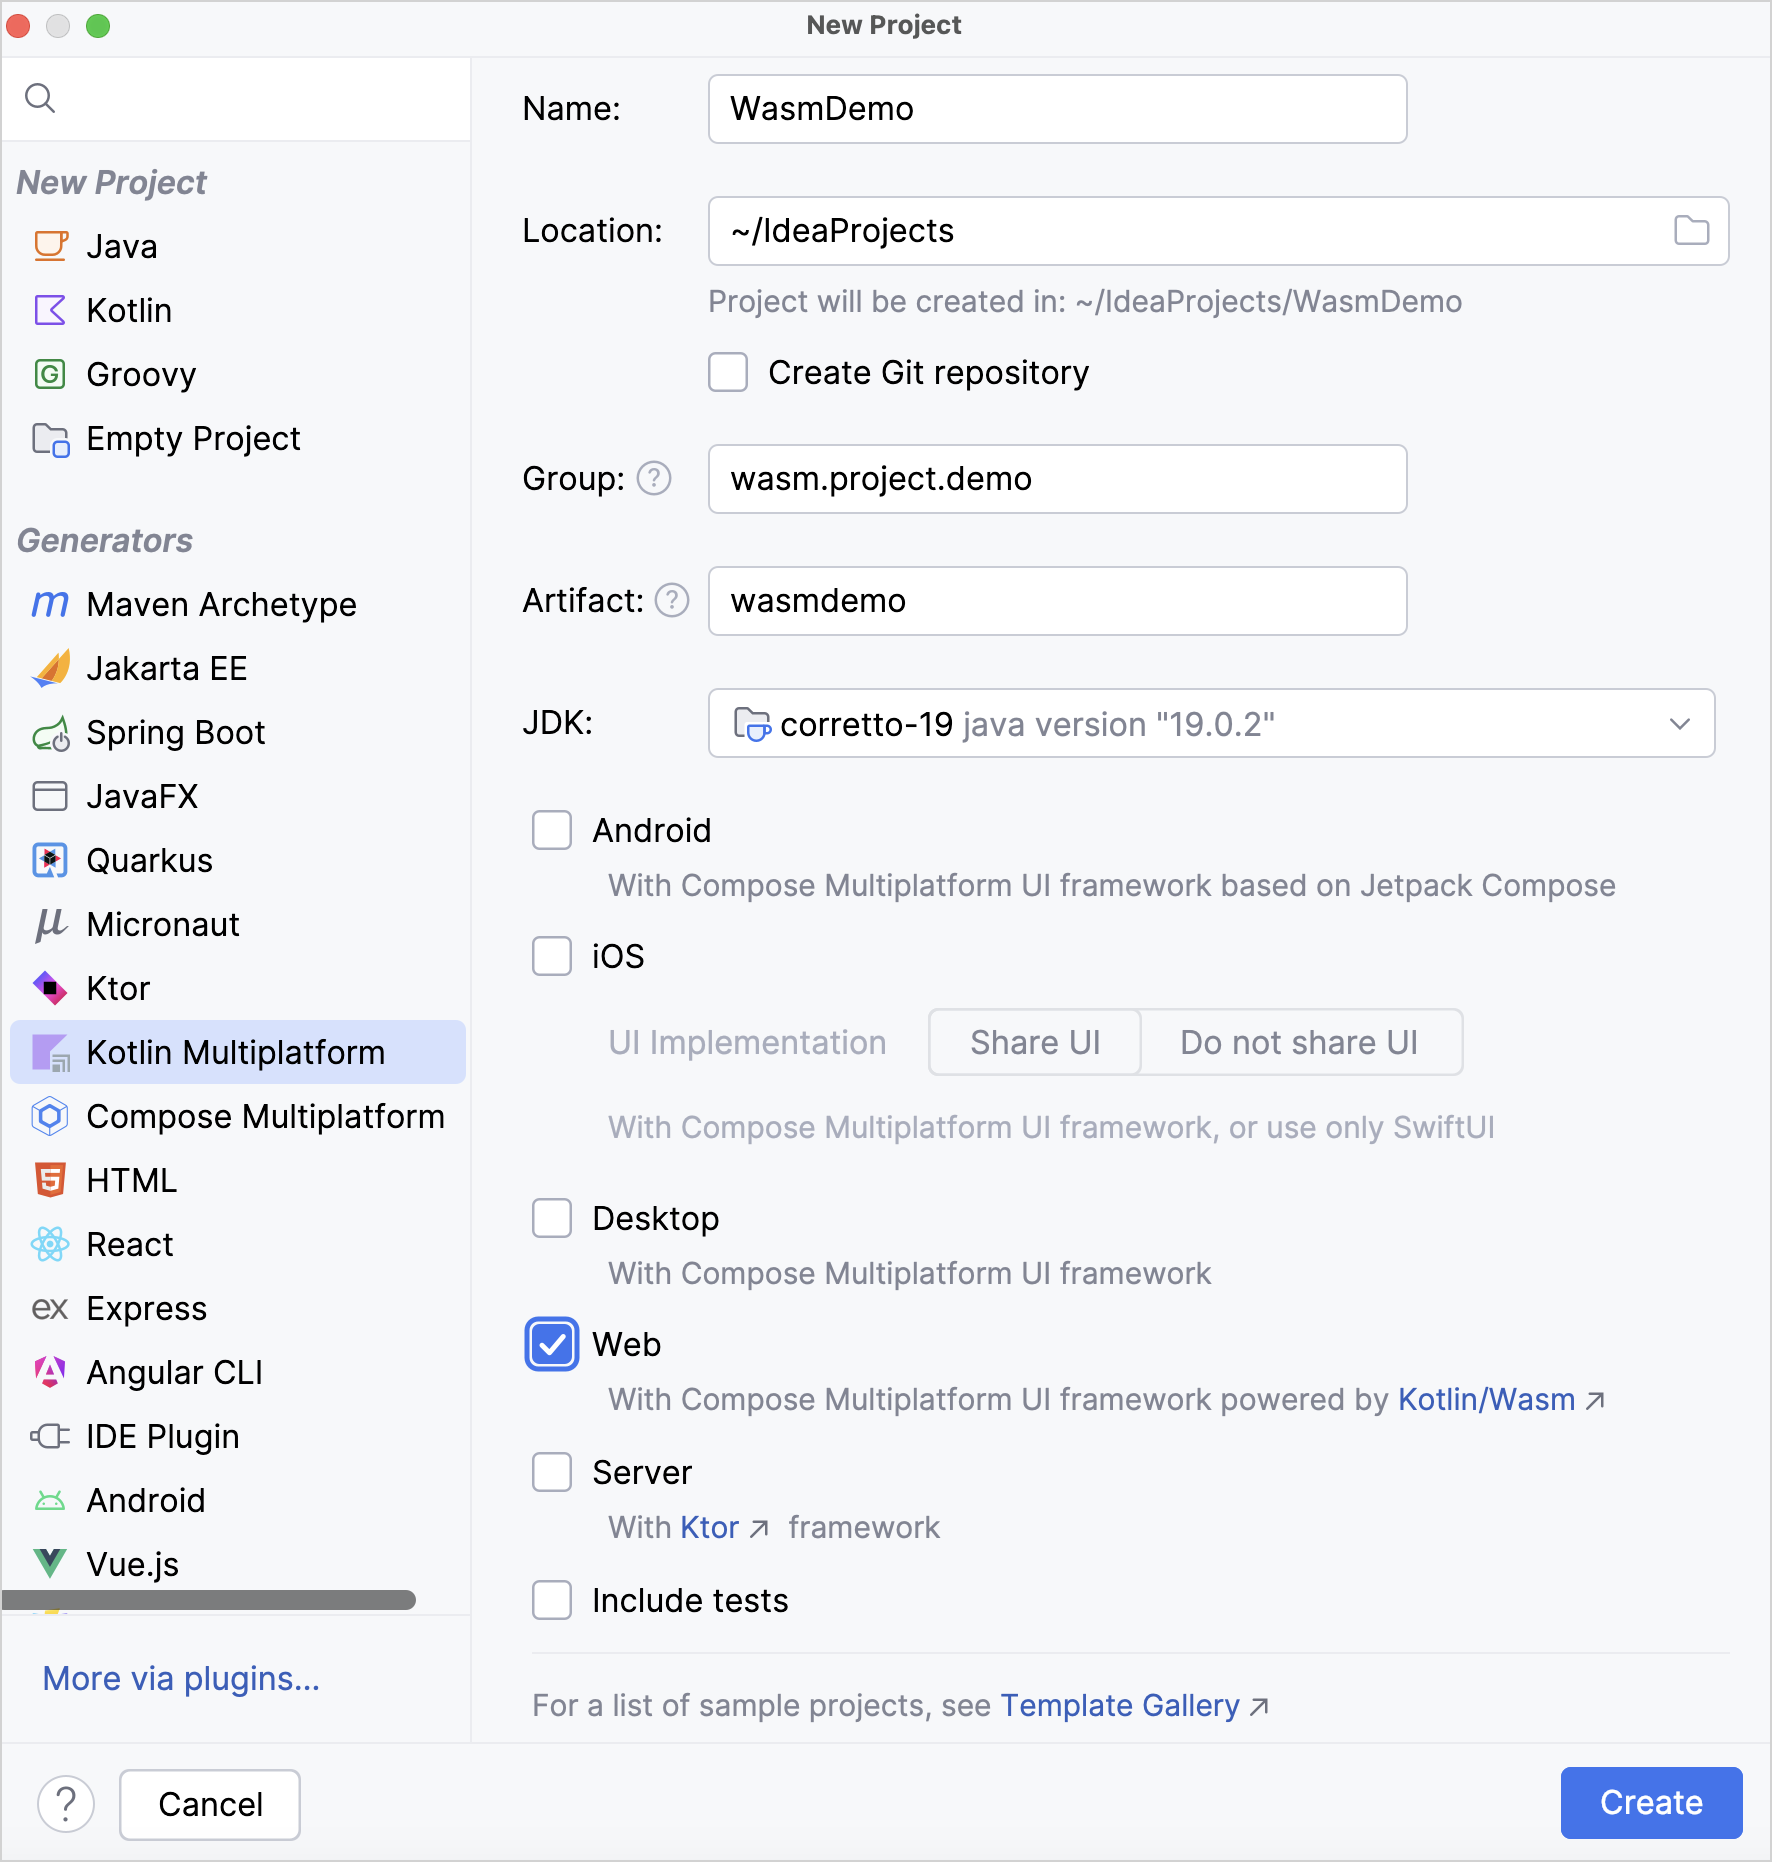 New Project
New Project
Java
Kotlin
G Groovy
Empty Project
Generators
m Maven Archetype
Jakarta EE
Spring Boot
JavaFX
Quarkus
μ Micronaut
Ktor
Kotlin Multiplatform
Compose Multiplatform
5 HTML
React
ex Express
A Angular CLI
IDE Plugin
Android
Vue.js
More via plugins...
Name: WasmDemo
Location: ~/IdeaProjects
Project will be created in: ~/IdeaProjects/WasmDemo
Create Git repository
Group: ? wasm.project.demo
Artifact: ? wasmdemo
JDK: corretto-19 java version "19.0.2"
Android
With Compose Multiplatform UI framework based on Jetpack Compose
iOS
UI Implementation Share UI Do not share UI
With Compose Multiplatform UI framework, or use only SwiftUI
Desktop
With Compose Multiplatform UI framework
Web
With Compose Multiplatform UI framework powered by Kotlin/Wasm ↗
Server
With Ktor ↗ framework
Include tests
For a list of sample projects, see Template Gallery ↗
? Cancel Create